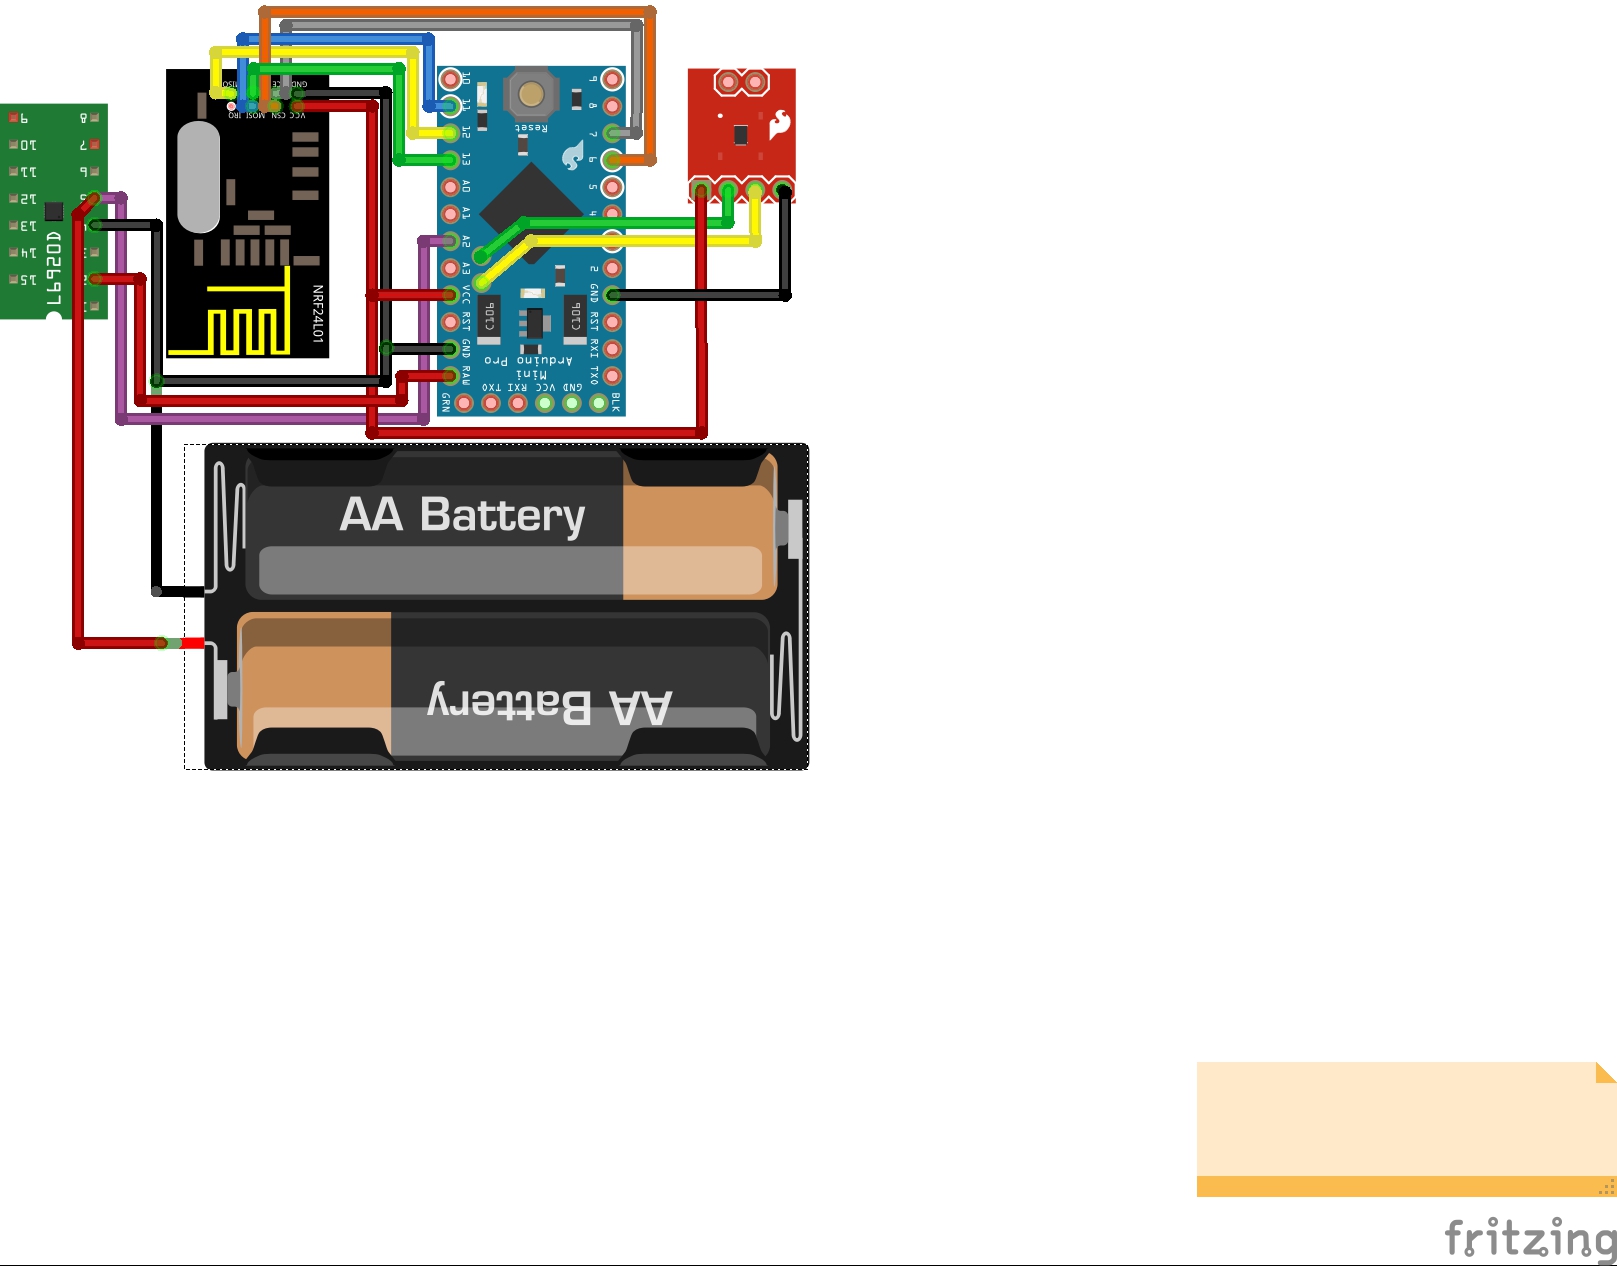 9
10
11
12
13
14
15
8
7
6
5
3
L6920D
MISO
CE
GND
IRQ
MOSI
CSN
VCC
NRF24L01
10
11
12
13
A0
A1
A2
A3
VCC
RST
GND
RAW
Reset
9
8
7
6
5
4
2
GND
RST
RXI
TXO
Arduino Pro
Mini
TXO RXI VCC GND
GRN
BLK
AA Battery
AA Battery
fritzing